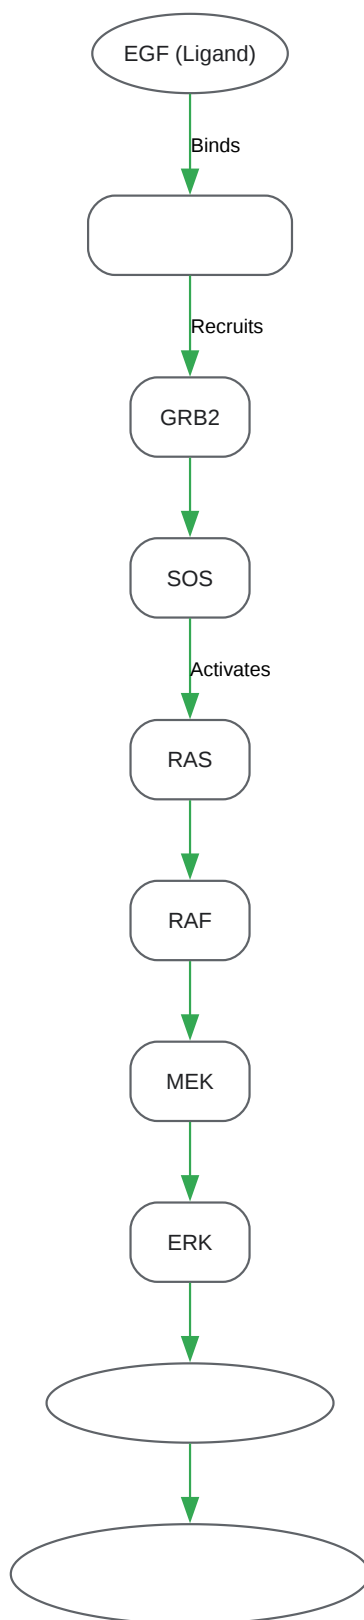 EGF (Ligand)
Binds
Recruits
GRB2
SOS
Activates
RAS
RAF
MEK
ERK